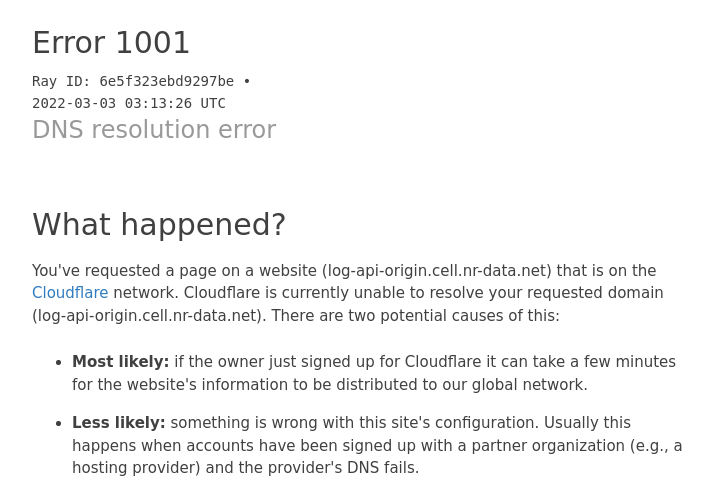 Error 1001
Ray ID: 6e5f323ebd9297be •
2022-03-03 03:13:26 UTC
DNS resolution error
What happened?
You've requested a page on a website (log-api-origin.cell.nr-data.net) that is on the
Cloudflare network. Cloudflare is currently unable to resolve your requested domain
(log-api-origin.cell.nr-data.net). There are two potential causes of this:
• Most likely: if the owner just signed up for Cloudflare it can take a few minutes
for the website's information to be distributed to our global network.
• Less likely: something is wrong with this site's configuration. Usually this
happens when accounts have been signed up with a partner organization (e.g., a
hosting provider) and the provider's DNS fails.